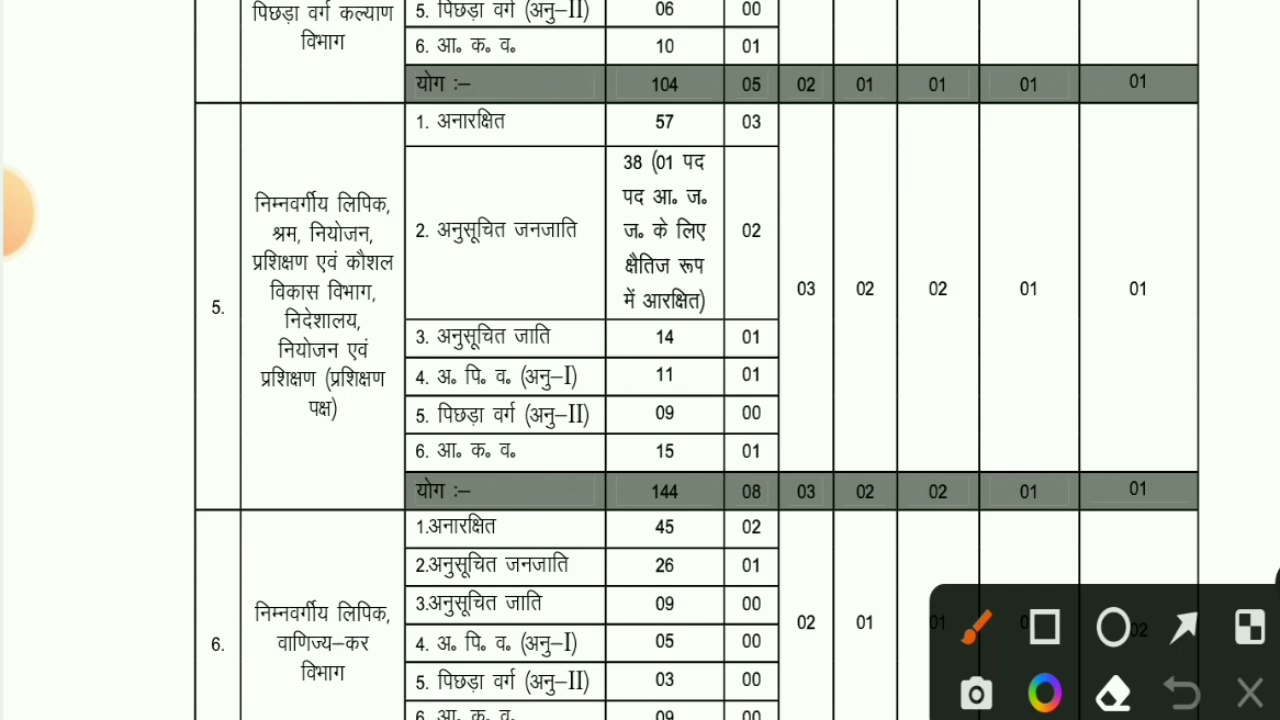 पिछड़ा वर्ग कल्याण
विभाग
5. पिछड़ा वर्ग (अनु–II) 06 00
6. आ॰ क॰ व॰ 10 01
योग :– 104 05 02 01 01 01 01
5.
निम्नवर्गीय लिपिक,
श्रम, नियोजन,
प्रशिक्षण एवं कौशल
विकास विभाग,
निदेशालय,
नियोजन एवं
प्रशिक्षण (प्रशिक्षण
पक्ष)
1. अनारक्षित 57 03
2. अनुसूचित जनजाति
38 (01 पद
पद आ॰ ज॰
ज॰ के लिए
क्षैतिज रूप
में आरक्षित)
02
03 02 02 01 01
3. अनुसूचित जाति 14 01
4. अ॰ पि॰ व॰ (अनु–I) 11 01
5. पिछड़ा वर्ग (अनु–II) 09 00
6. आ॰ क॰ व॰ 15 01
योग :– 144 08 03 02 02 01 01
6.
निम्नवर्गीय लिपिक,
वाणिज्य–कर
विभाग
1.अनारक्षित 45 02
2.अनुसूचित जनजाति 26 01
3.अनुसूचित जाति 09 00
02 01 01 02
4. अ॰ पि॰ व॰ (अनु–I) 05 00
5. पिछड़ा वर्ग (अनु–II) 03 00
6. आ॰ क॰ व॰ 09 00